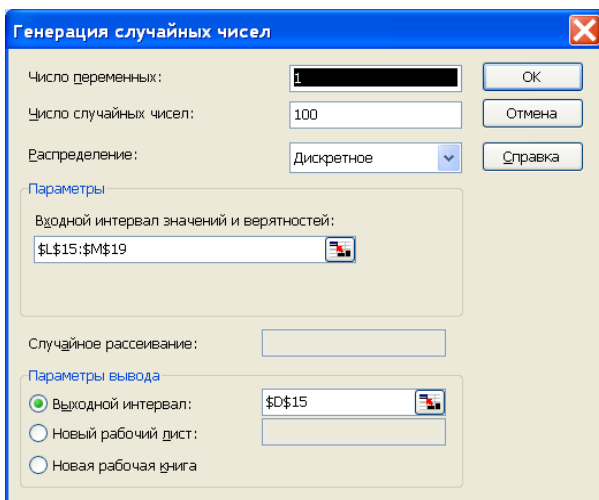 Генерация случайных чисел
Число переменных: 1 ОК
Число случайных чисел: 100 Отмена
Распределение: Дискретное Справка
Параметры
Входной интервал значений и верятностей:
$L$15:$M$19
Случайное рассеивание:
Параметры вывода
Выходной интервал: $D$15
Новый рабочий лист:
Новая рабочая книга